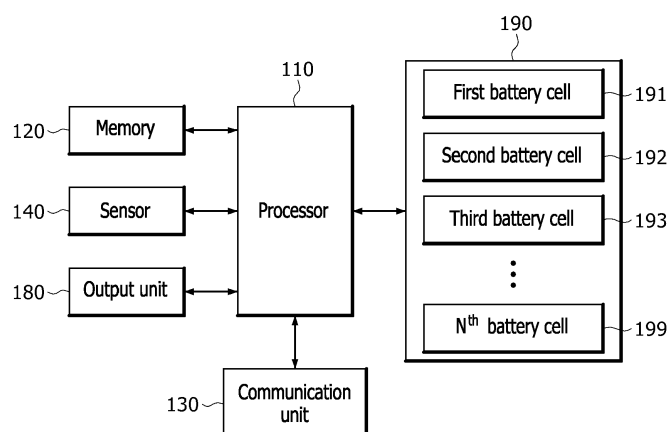 190
110
First battery cell
191
120
Memory
Second battery cell
192
140
Sensor
Processor
Third battery cell
193
180
Output unit
Nth battery cell
199
130
Communication
unit